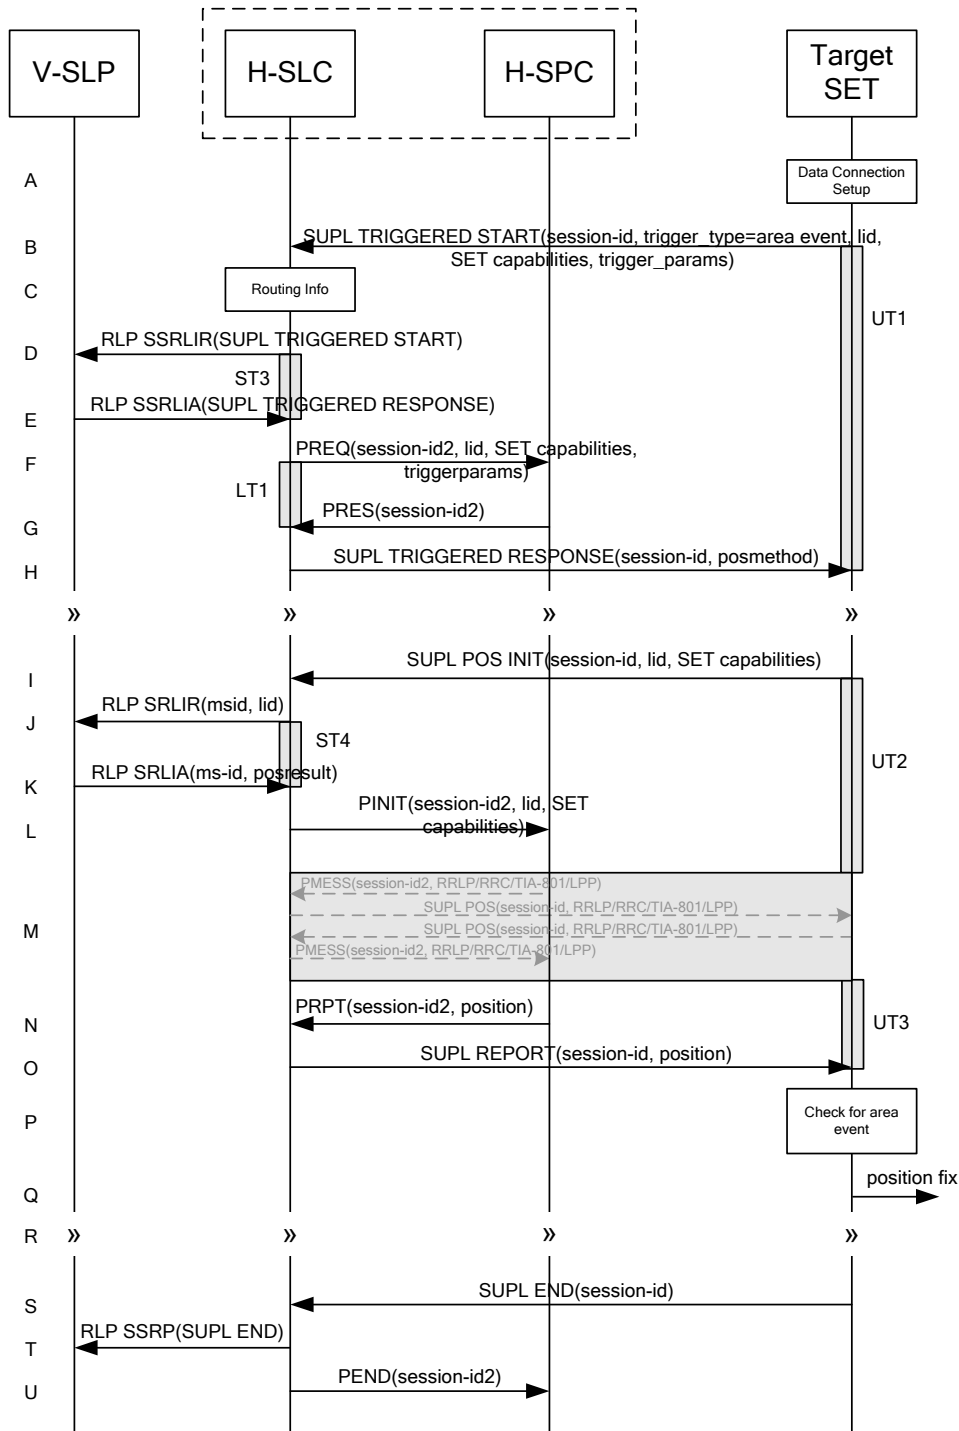 V-SLP
H-SLC
H-SPC
Target
SET
A
Data Connection
Setup
B
SUPL TRIGGERED START(session-id, trigger_type=area event, lid,
SET capabilities, trigger_params)
C
Routing Info
UT1
D
RLP SSRLIR(SUPL TRIGGERED START)
ST3
E
RLP SSRLIA(SUPL TRIGGERED RESPONSE)
F
PREQ(session-id2, lid, SET capabilities,
triggerparams)
LT1
G
PRES(session-id2)
H
SUPL TRIGGERED RESPONSE(session-id, posmethod)
» » » »
I
SUPL POS INIT(session-id, lid, SET capabilities)
J
RLP SRLIR(msid, lid)
ST4
UT2
K
RLP SRLIA(ms-id, posresult)
L
PINIT(session-id2, lid, SET
capabilities)
PMESS(session-id2, RRLP/RRC/TIA-801/LPP)
SUPL POS(session-id, RRLP/RRC/TIA-801/LPP)
M
SUPL POS(session-id, RRLP/RRC/TIA-801/LPP)
PMESS(session-id2, RRLP/RRC/TIA-801/LPP)
N
PRPT(session-id2, position)
UT3
O
SUPL REPORT(session-id, position)
P
Check for area
event
Q
position fix
R » » » »
S
SUPL END(session-id)
T
RLP SSRP(SUPL END)
U
PEND(session-id2)